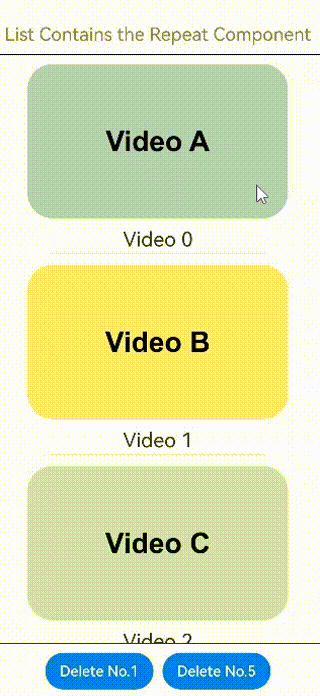 List Contains the Repeat Component
Video A
Video 0
Video B
Video 1
Video C
Video 2
Delete No.1
Delete No.5